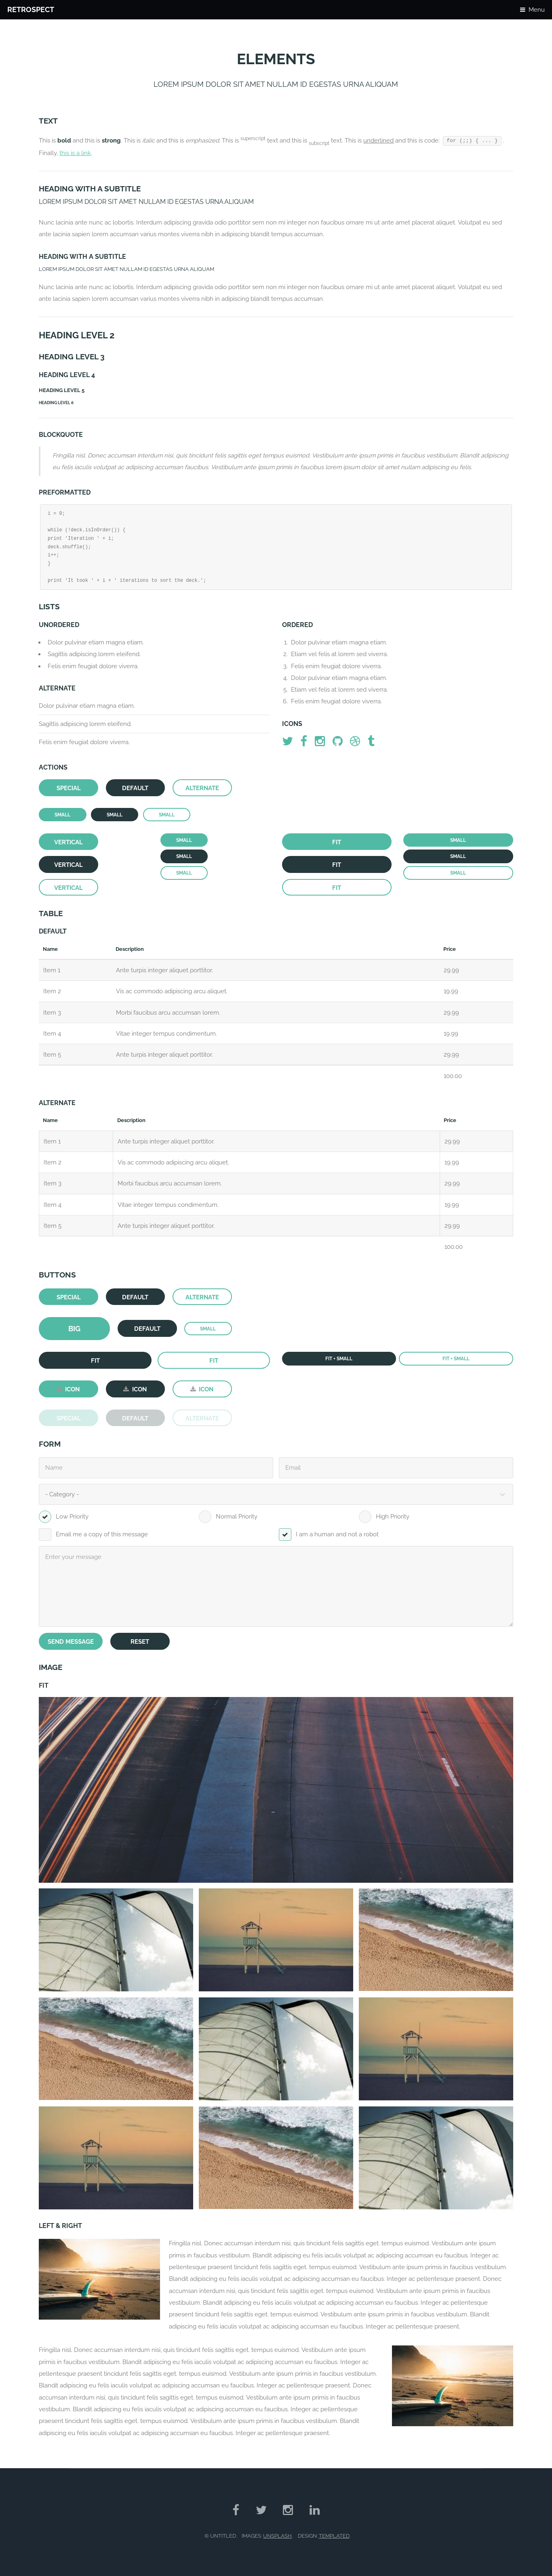 RETROSPECT
Menu
ELEMENTS
LOREM IPSUM DOLOR SIT AMET NULLAM ID EGESTAS URNA ALIQUAM
TEXT
This is bold and this is strong. This is italic and this is emphasized. This is superscript text and this is subscript text. This is underlined and this is code: for (;;) { ... }
Finally, this is a link.
HEADING WITH A SUBTITLE
LOREM IPSUM DOLOR SIT AMET NULLAM ID EGESTAS URNA ALIQUAM
Nunc lacinia ante nunc ac lobortis. Interdum adipiscing gravida odio porttitor sem non mi integer non faucibus ornare mi ut ante amet placerat aliquet. Volutpat eu sed
ante lacinia sapien lorem accumsan varius montes viverra nibh in adipiscing blandit tempus accumsan.
HEADING WITH A SUBTITLE
LOREM IPSUM DOLOR SIT AMET NULLAM ID EGESTAS URNA ALIQUAM
Nunc lacinia ante nunc ac lobortis. Interdum adipiscing gravida odio porttitor sem non mi integer non faucibus ornare mi ut ante amet placerat aliquet. Volutpat eu sed
ante lacinia sapien lorem accumsan varius montes viverra nibh in adipiscing blandit tempus accumsan.
HEADING LEVEL 2
HEADING LEVEL 3
HEADING LEVEL 4
HEADING LEVEL 5
HEADING LEVEL 6
BLOCKQUOTE
Fringilla nisl. Donec accumsan interdum nisi, quis tincidunt felis sagittis eget tempus euismod. Vestibulum ante ipsum primis in faucibus vestibulum. Blandit adipiscing
eu felis iaculis volutpat ac adipiscing accumsan faucibus. Vestibulum ante ipsum primis in faucibus lorem ipsum dolor sit amet nullam adipiscing eu felis.
PREFORMATTED
i = 0;
while (!deck.isInOrder()) {
print 'Iteration ' + i;
deck.shuffle();
i++;
}
print 'It took ' + i + ' iterations to sort the deck.';
LISTS
UNORDERED
Dolor pulvinar etiam magna etiam.
Sagittis adipiscing lorem eleifend.
Felis enim feugiat dolore viverra.
ALTERNATE
Dolor pulvinar etiam magna etiam.
Sagittis adipiscing lorem eleifend.
Felis enim feugiat dolore viverra.
ORDERED
1. Dolor pulvinar etiam magna etiam.
2. Etiam vel felis at lorem sed viverra.
3. Felis enim feugiat dolore viverra.
4. Dolor pulvinar etiam magna etiam.
5. Etiam vel felis at lorem sed viverra.
6. Felis enim feugiat dolore viverra.
ICONS
ACTIONS
SPECIAL DEFAULT ALTERNATE
SMALL SMALL SMALL
VERTICAL SMALL FIT SMALL
VERTICAL SMALL FIT SMALL
VERTICAL SMALL FIT SMALL
TABLE
DEFAULT
Name Description Price
Item 1 Ante turpis integer aliquet porttitor. 29.99
Item 2 Vis ac commodo adipiscing arcu aliquet. 19.99
Item 3 Morbi faucibus arcu accumsan lorem. 29.99
Item 4 Vitae integer tempus condimentum. 19.99
Item 5 Ante turpis integer aliquet porttitor. 29.99
100.00
ALTERNATE
Name Description Price
Item 1 Ante turpis integer aliquet porttitor. 29.99
Item 2 Vis ac commodo adipiscing arcu aliquet. 19.99
Item 3 Morbi faucibus arcu accumsan lorem. 29.99
Item 4 Vitae integer tempus condimentum. 19.99
Item 5 Ante turpis integer aliquet porttitor. 29.99
100.00
BUTTONS
SPECIAL DEFAULT ALTERNATE
BIG DEFAULT SMALL
FIT FIT FIT + SMALL FIT + SMALL
ICON ICON ICON
SPECIAL DEFAULT ALTERNATE
FORM
Name
Email
- Category -
Low Priority Normal Priority High Priority
Email me a copy of this message I am a human and not a robot
Enter your message
SEND MESSAGE RESET
IMAGE
FIT
LEFT & RIGHT
Fringilla nisl. Donec accumsan interdum nisi, quis tincidunt felis sagittis eget. tempus euismod. Vestibulum ante ipsum
primis in faucibus vestibulum. Blandit adipiscing eu felis iaculis volutpat ac adipiscing accumsan eu faucibus. Integer ac
pellentesque praesent tincidunt felis sagittis eget. tempus euismod. Vestibulum ante ipsum primis in faucibus vestibulum.
Blandit adipiscing eu felis iaculis volutpat ac adipiscing accumsan eu faucibus. Integer ac pellentesque praesent. Donec
accumsan interdum nisi, quis tincidunt felis sagittis eget. tempus euismod. Vestibulum ante ipsum primis in faucibus
vestibulum. Blandit adipiscing eu felis iaculis volutpat ac adipiscing accumsan eu faucibus. Integer ac pellentesque
praesent tincidunt felis sagittis eget. tempus euismod. Vestibulum ante ipsum primis in faucibus vestibulum. Blandit
adipiscing eu felis iaculis volutpat ac adipiscing accumsan eu faucibus. Integer ac pellentesque praesent.
Fringilla nisl. Donec accumsan interdum nisi, quis tincidunt felis sagittis eget. tempus euismod. Vestibulum ante ipsum
primis in faucibus vestibulum. Blandit adipiscing eu felis iaculis volutpat ac adipiscing accumsan eu faucibus. Integer ac
pellentesque praesent tincidunt felis sagittis eget. tempus euismod. Vestibulum ante ipsum primis in faucibus vestibulum.
Blandit adipiscing eu felis iaculis volutpat ac adipiscing accumsan eu faucibus. Integer ac pellentesque praesent. Donec
accumsan interdum nisi, quis tincidunt felis sagittis eget. tempus euismod. Vestibulum ante ipsum primis in faucibus
vestibulum. Blandit adipiscing eu felis iaculis volutpat ac adipiscing accumsan eu faucibus. Integer ac pellentesque
praesent tincidunt felis sagittis eget. tempus euismod. Vestibulum ante ipsum primis in faucibus vestibulum. Blandit
adipiscing eu felis iaculis volutpat ac adipiscing accumsan eu faucibus. Integer ac pellentesque praesent.
© UNTITLED. IMAGES: UNSPLASH. DESIGN: TEMPLATED.